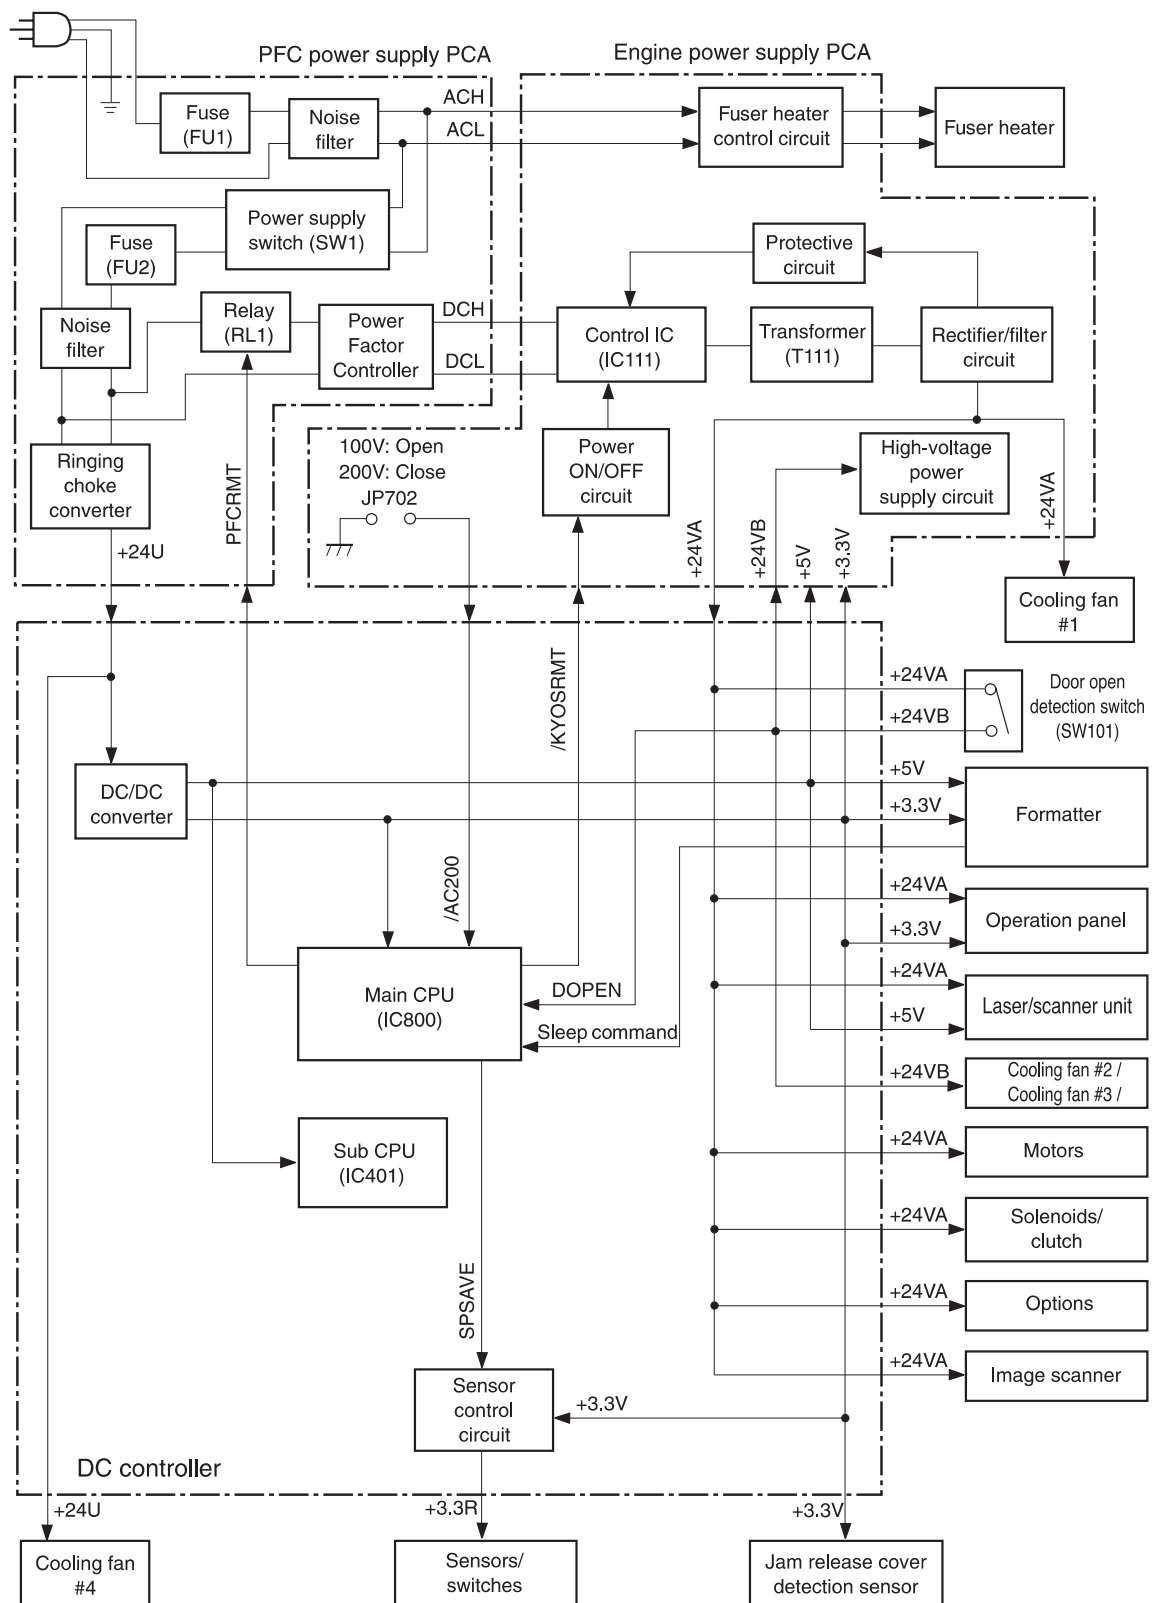 PFC power supply PCA
Engine power supply PCA
Fuse
(FU1)
Noise
filter
ACH
ACL
Fuser heater
control circuit
Fuser heater
Power supply
switch (SW1)
Fuse
(FU2)
Protective
circuit
Noise
filter
Relay
(RL1)
Power
Factor
Controller
DCH
DCL
Control IC
(IC111)
Transformer
(T111)
Rectifier/filter
circuit
Ringing
choke
converter
PFCRMT
100V: Open
200V: Close
JP702
Power
ON/OFF
circuit
High-voltage
power
supply circuit
+24U
+24VA
+24VB
+5V
+3.3V
+24VA
Cooling fan
#1
/KYOSRMT
+24VA
+24VB
Door open
detection switch
(SW101)
DC/DC
converter
+5V
+3.3V
Formatter
/AC200
+24VA
+3.3V
Operation panel
Main CPU
(IC800)
DOPEN
Sleep command
+24VA
+5V
Laser/scanner unit
+24VB
Cooling fan #2 /
Cooling fan #3 /
Sub CPU
(IC401)
+24VA
Motors
+24VA
Solenoids/
clutch
SPSAVE
+24VA
Options
+24VA
Image scanner
Sensor
control
circuit
+3.3V
DC controller
+24U
+3.3R
+3.3V
Cooling fan
#4
Sensors/
switches
Jam release cover
detection sensor